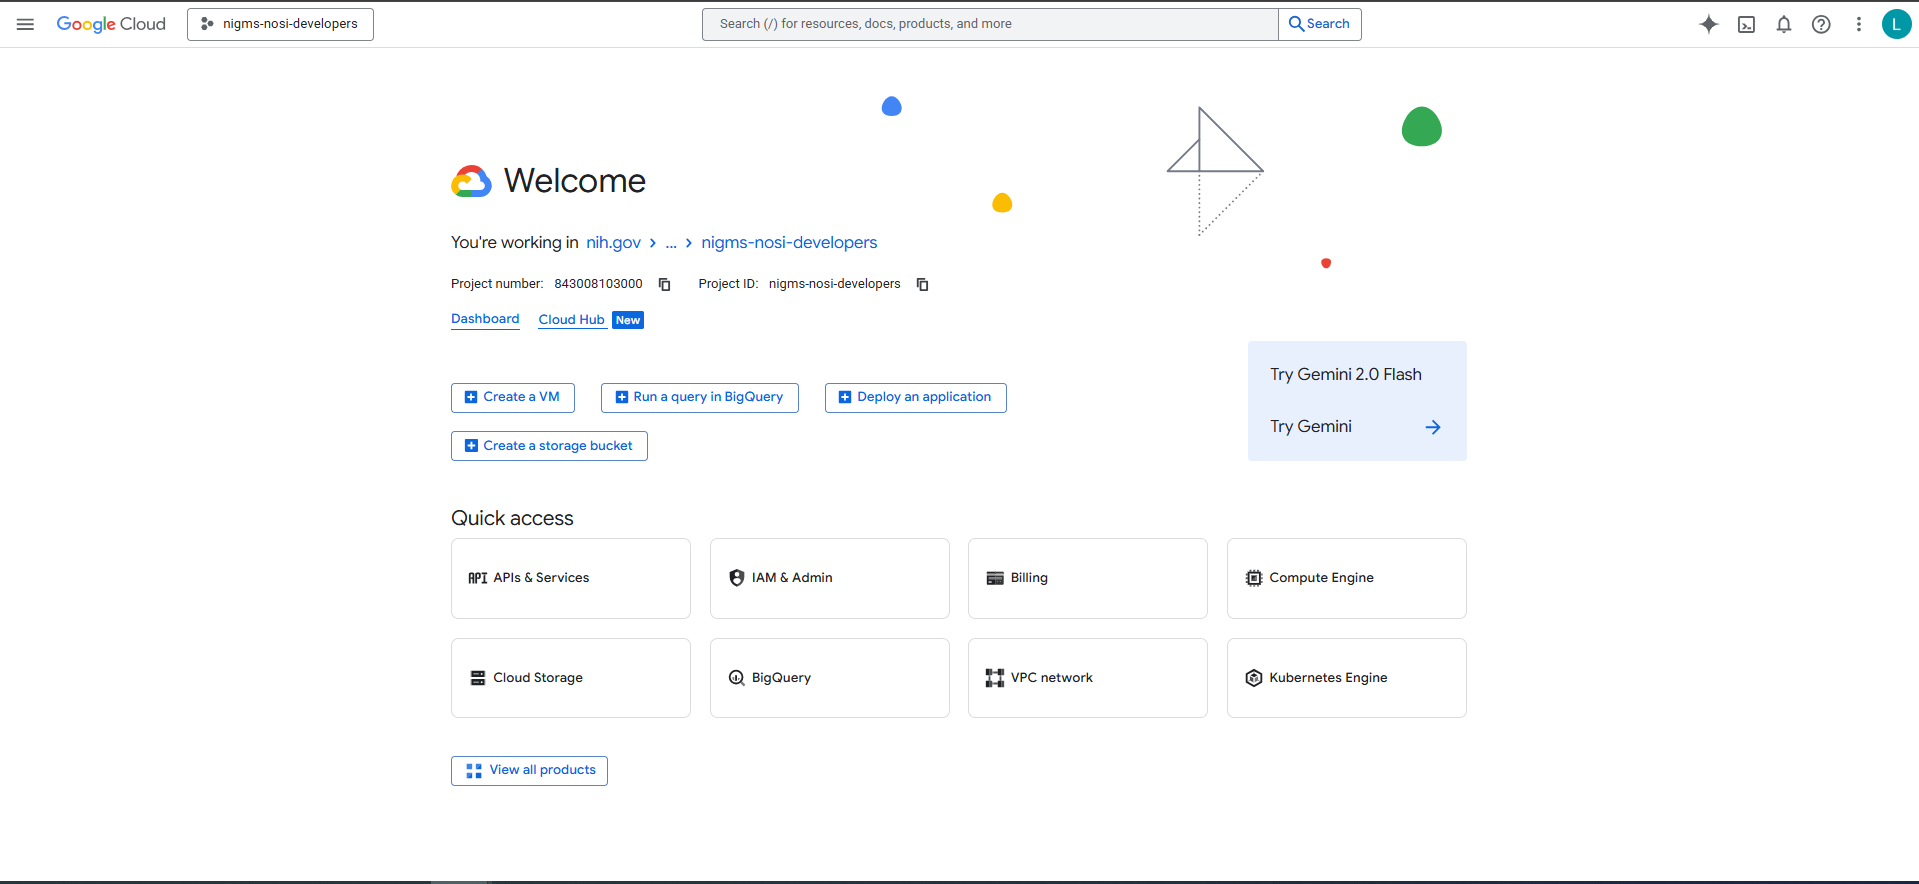 Google Cloud
nigms-nosi-developers
Search (/) for resources, docs, products, and more
Search
L
Welcome
You're working in nih.gov > ... > nigms-nosi-developers
Project number: 843008103000 Project ID: nigms-nosi-developers
Dashboard Cloud Hub New
Create a VM
Run a query in BigQuery
Deploy an application
Create a storage bucket
Try Gemini 2.0 Flash
Try Gemini
Quick access
API APIs & Services
IAM & Admin
Billing
Compute Engine
Cloud Storage
BigQuery
VPC network
Kubernetes Engine
View all products